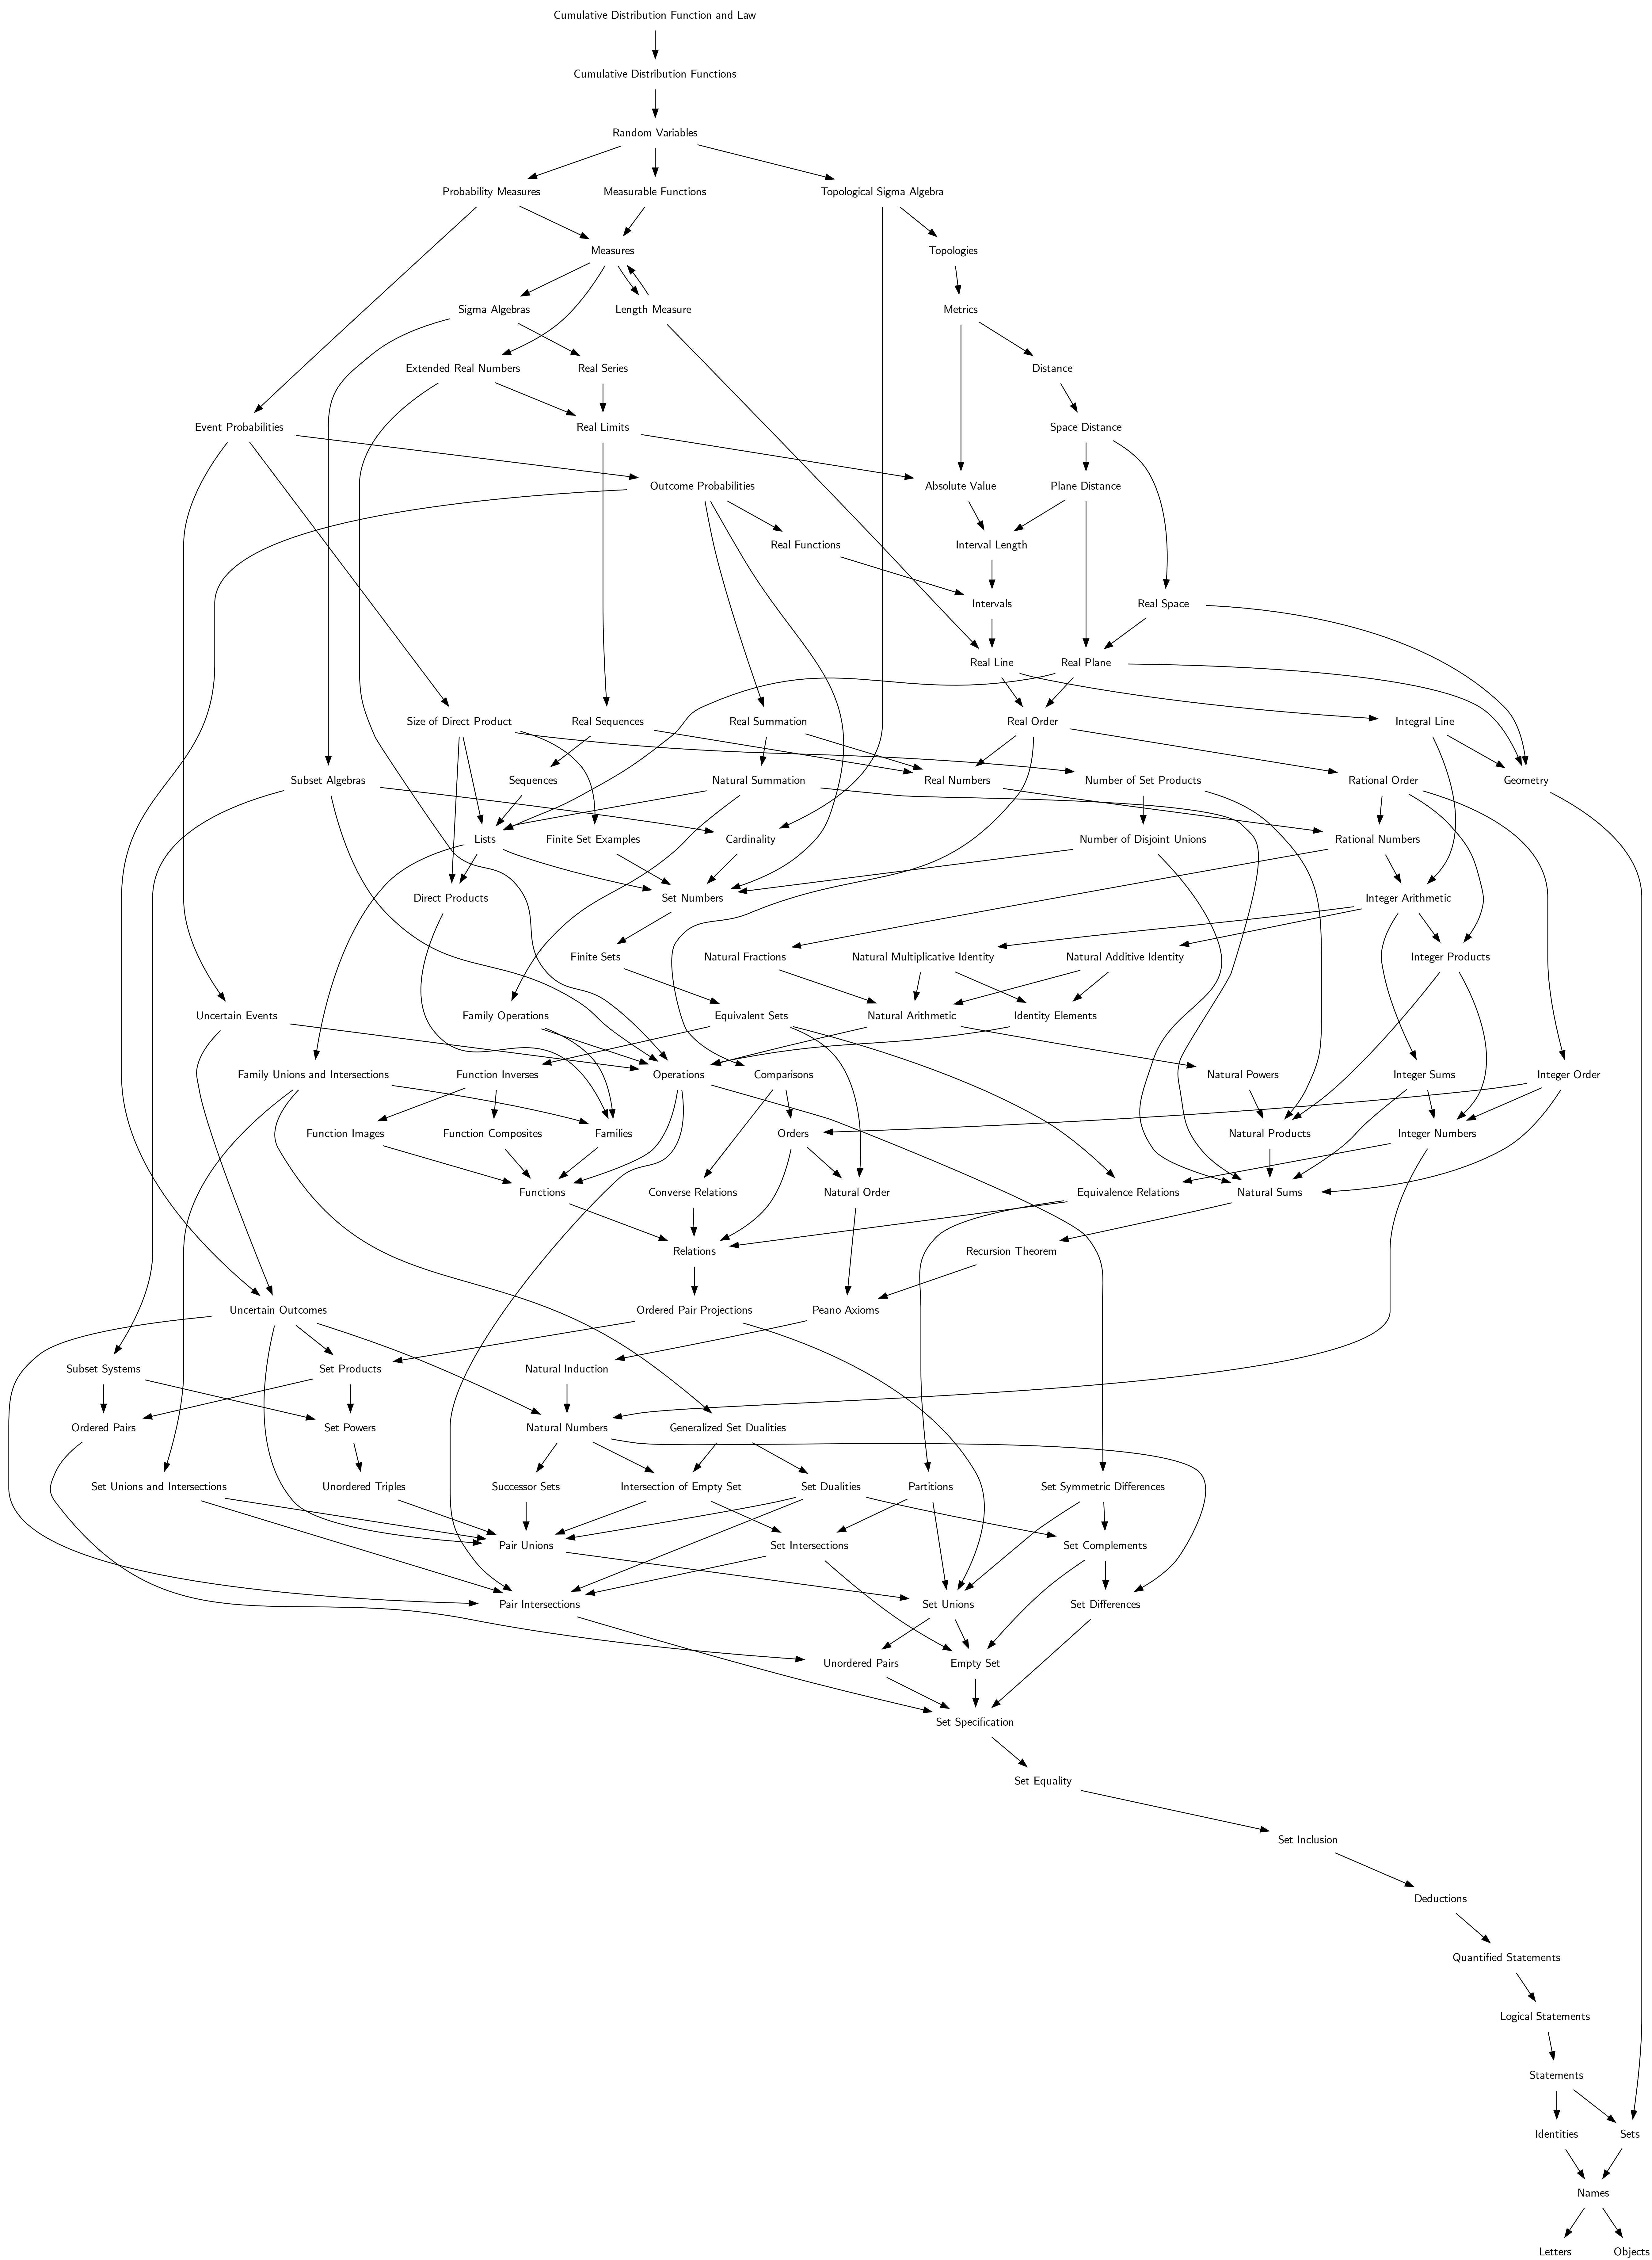 Cumulative Distribution Function and Law
Cumulative Distribution Functions
Random Variables
Probability Measures
Measurable Functions
Topological Sigma Algebra
Measures
Topologies
Sigma Algebras
Length Measure
Metrics
Extended Real Numbers
Real Series
Distance
Event Probabilities
Real Limits
Space Distance
Outcome Probabilities
Absolute Value
Plane Distance
Real Functions
Interval Length
Intervals
Real Space
Real Line
Real Plane
Size of Direct Product
Real Sequences
Real Summation
Real Order
Integral Line
Subset Algebras
Sequences
Natural Summation
Real Numbers
Number of Set Products
Rational Order
Geometry
Lists
Finite Set Examples
Cardinality
Number of Disjoint Unions
Rational Numbers
Direct Products
Set Numbers
Integer Arithmetic
Finite Sets
Natural Fractions
Natural Multiplicative Identity
Natural Additive Identity
Integer Products
Uncertain Events
Family Operations
Equivalent Sets
Natural Arithmetic
Identity Elements
Family Unions and Intersections
Function Inverses
Operations
Comparisons
Natural Powers
Integer Sums
Integer Order
Function Images
Function Composites
Families
Orders
Natural Products
Integer Numbers
Functions
Converse Relations
Natural Order
Equivalence Relations
Natural Sums
Relations
Recursion Theorem
Uncertain Outcomes
Ordered Pair Projections
Peano Axioms
Subset Systems
Set Products
Natural Induction
Ordered Pairs
Set Powers
Natural Numbers
Generalized Set Dualities
Set Unions and Intersections
Unordered Triples
Successor Sets
Intersection of Empty Set
Set Dualities
Partitions
Set Symmetric Differences
Pair Unions
Set Intersections
Set Complements
Pair Intersections
Set Unions
Set Differences
Unordered Pairs
Empty Set
Set Specification
Set Equality
Set Inclusion
Deductions
Quantified Statements
Logical Statements
Statements
Identities
Sets
Names
Letters
Objects